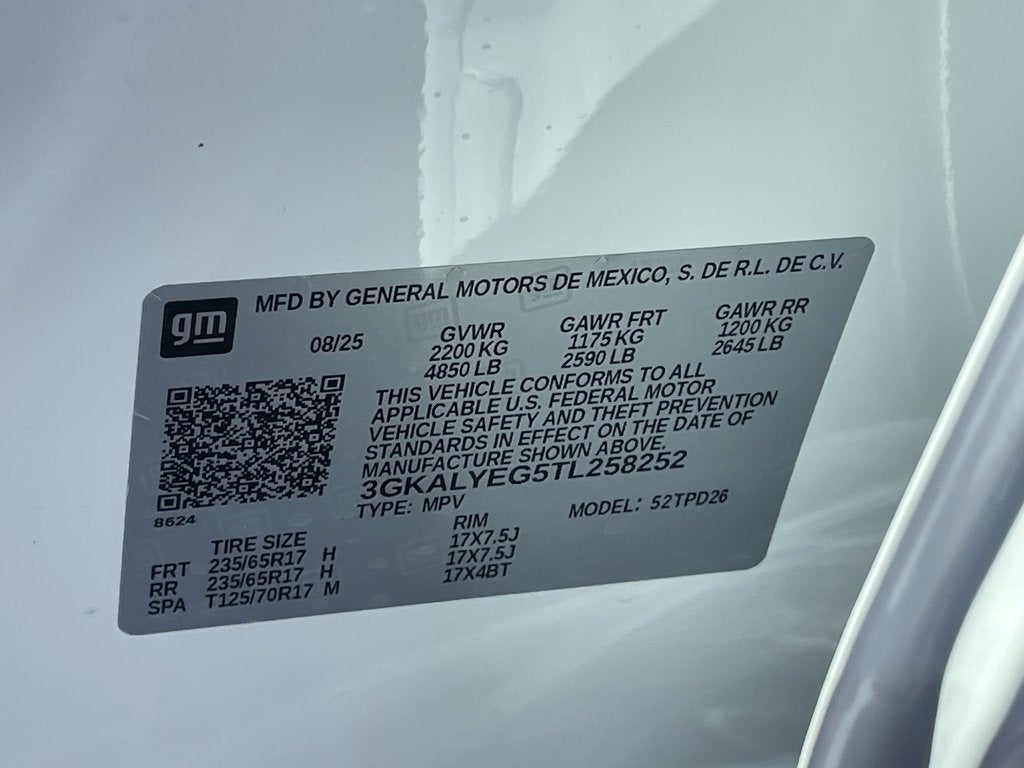 gm
MFD BY GENERAL MOTORS DE MEXICO, S. DE R.L. DE C.V.
08/25
GVWR
2200 KG
4850 LB
GAWR FRT
1175 KG
2590 LB
GAWR RR
1200 KG
2645 LB
THIS VEHICLE CONFORMS TO ALL
APPLICABLE U.S. FEDERAL MOTOR
VEHICLE SAFETY AND THEFT PREVENTION
STANDARDS IN EFFECT ON THE DATE OF
MANUFACTURE SHOWN ABOVE.
3GKALYEG5TL258252
TYPE: MPV
MODEL: 52TPD26
8624
TIRE SIZE RIM
FRT 235/65R17 H 17X7.5J
RR 235/65R17 H 17X7.5J
SPA T125/70R17 M 17X4BT